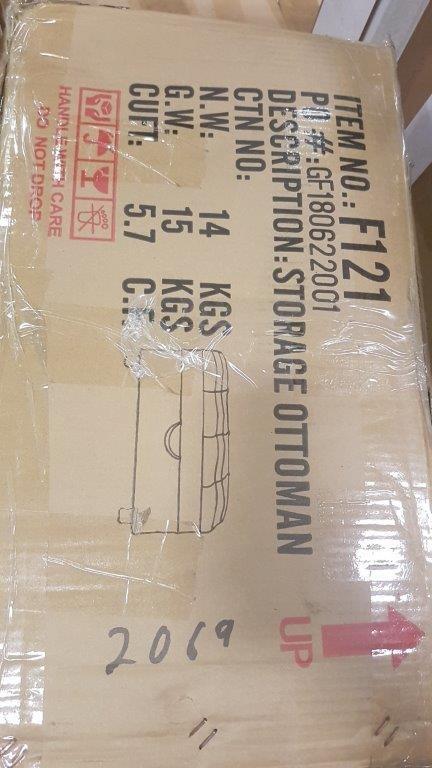 ITEM NO.: F121
PO #:GF180622001
DESCRIPTION: STORAGE OTTOMAN
CTN NO:
N.W: 14 KGS
G.W: 15 KGS
CUFT: 5.7 C.F
HANDLE WITH CARE
DO NOT DROP
UP
2069